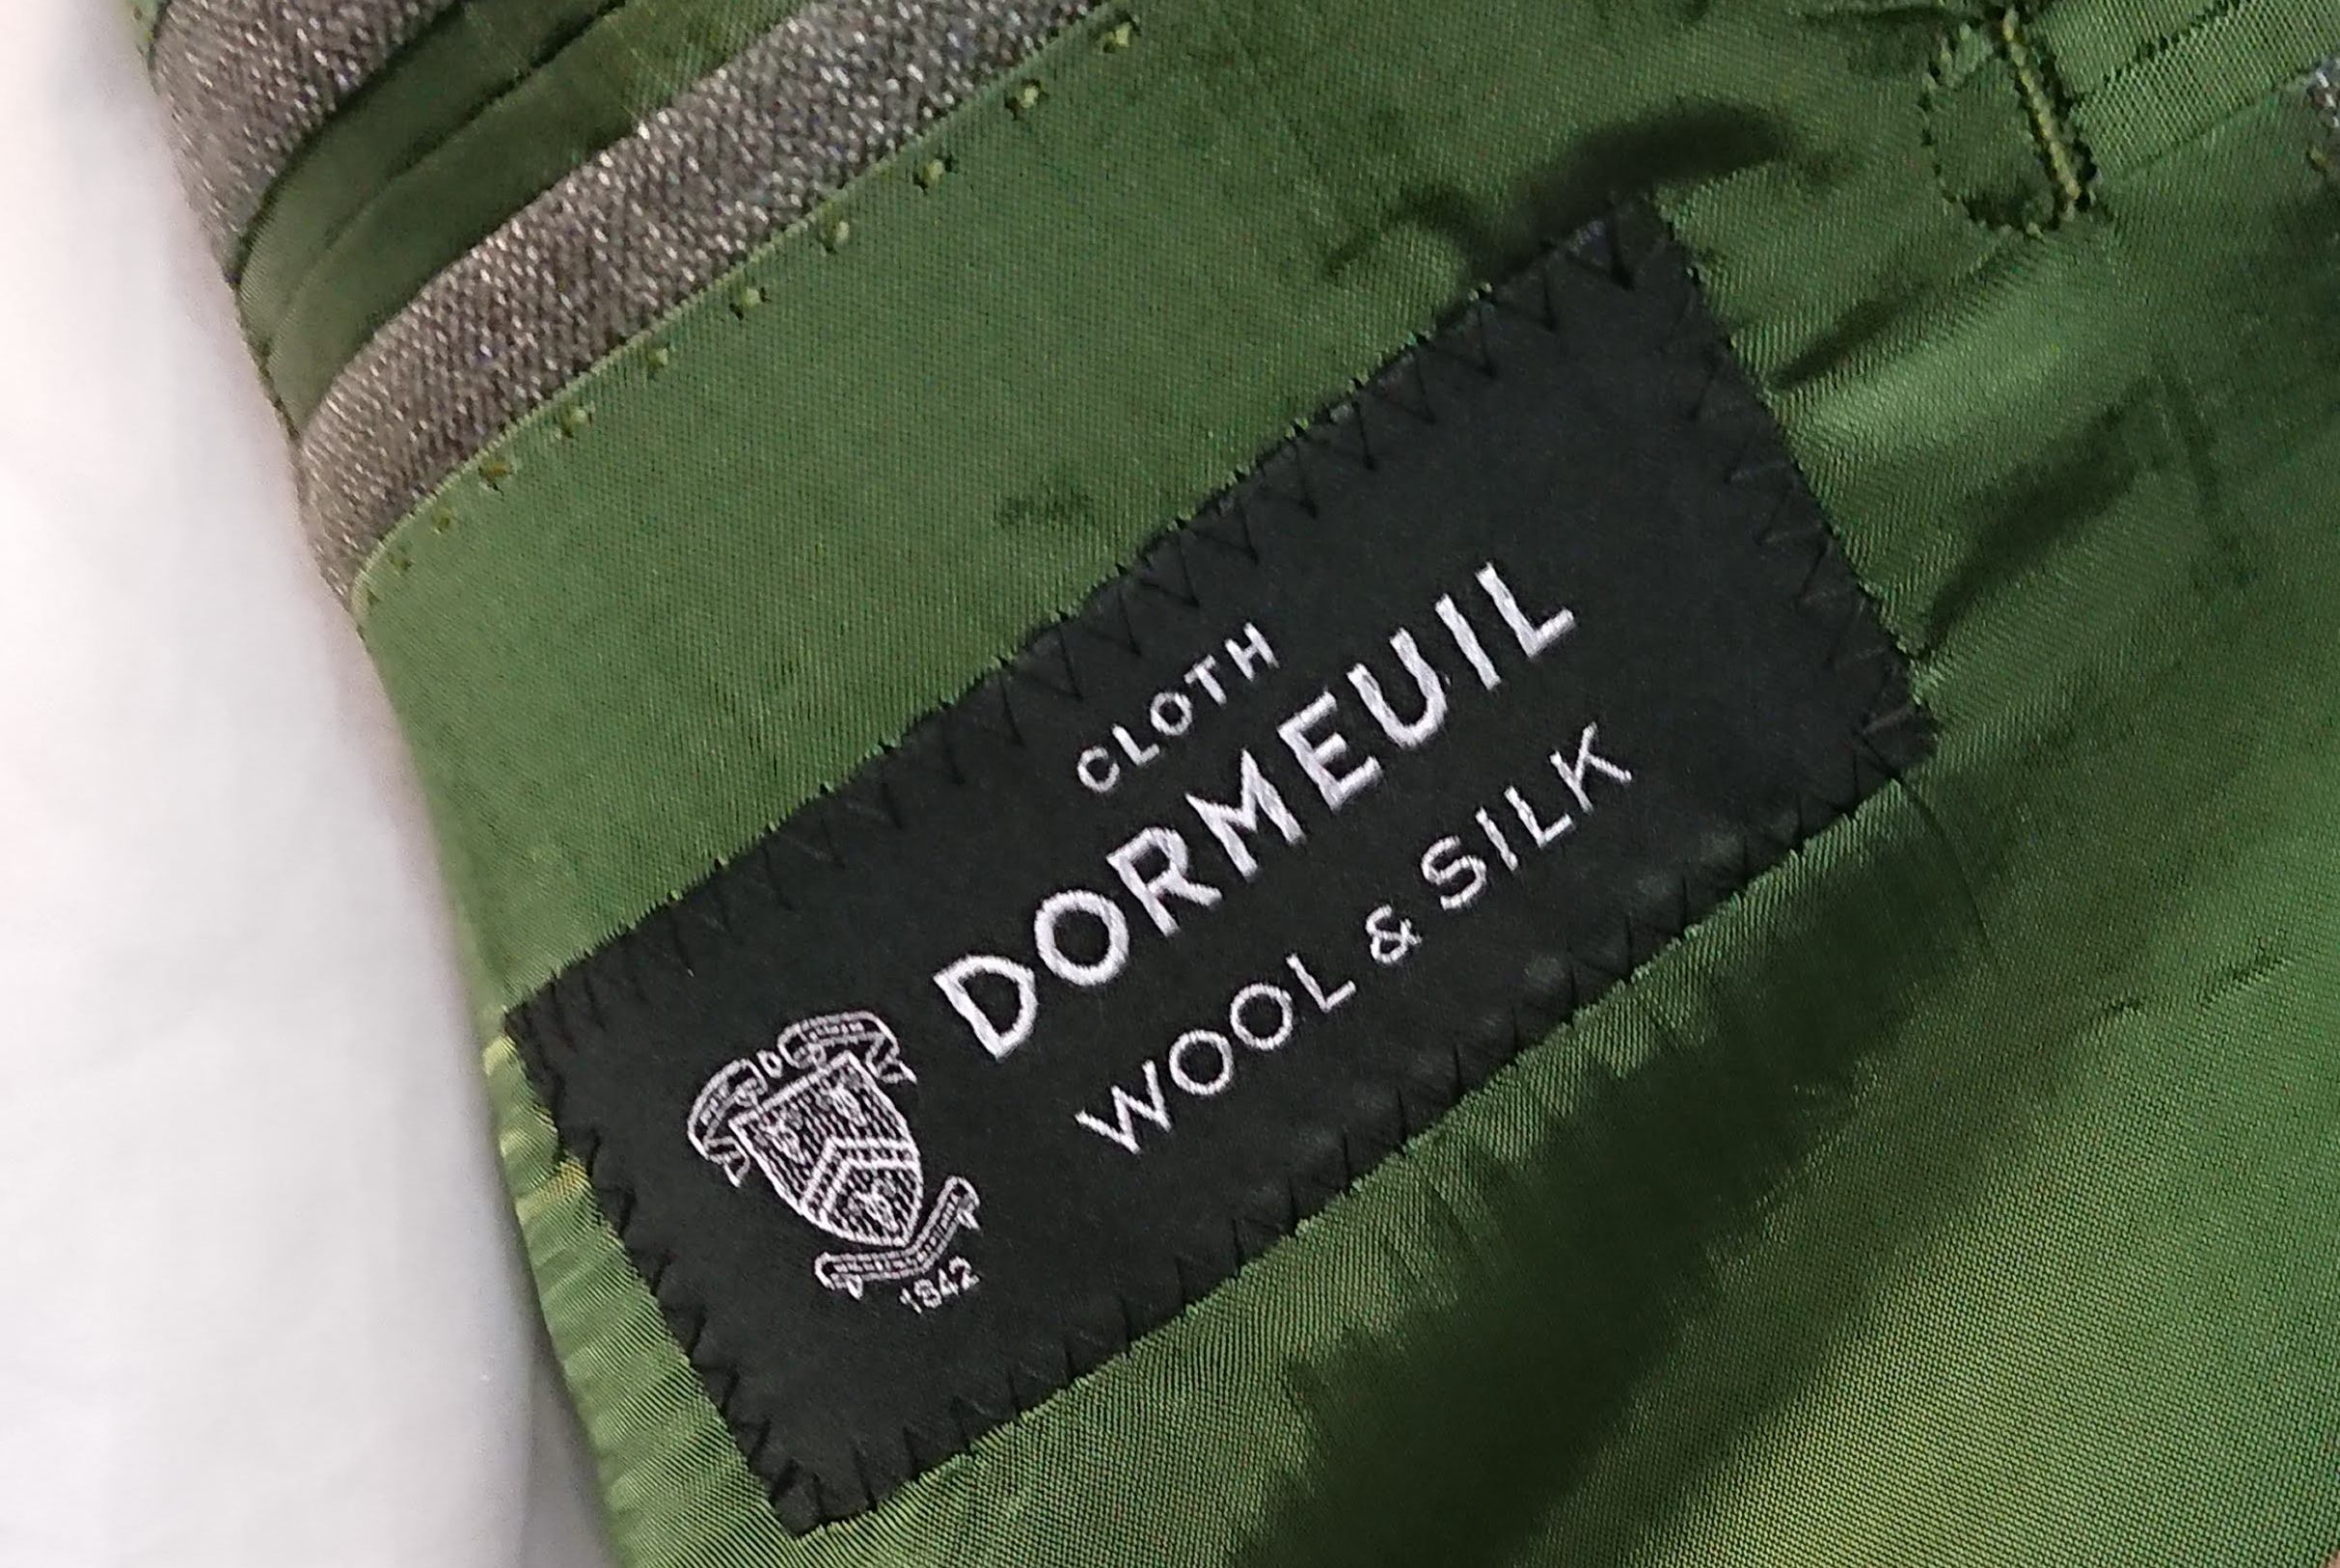 CLOTH
DORMEUIL
WOOL & SILK
1842